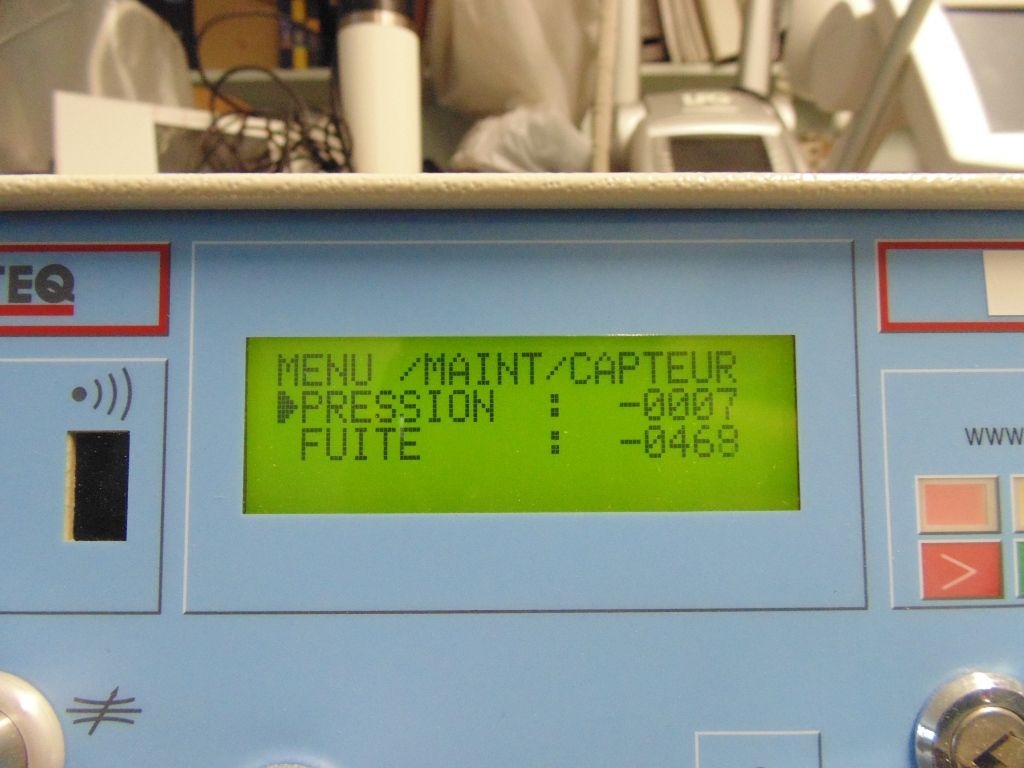 TEQ
MENU /MAINT/CAPTEUR
PRESSION : -0007
FUITE : -0468
WWW
>